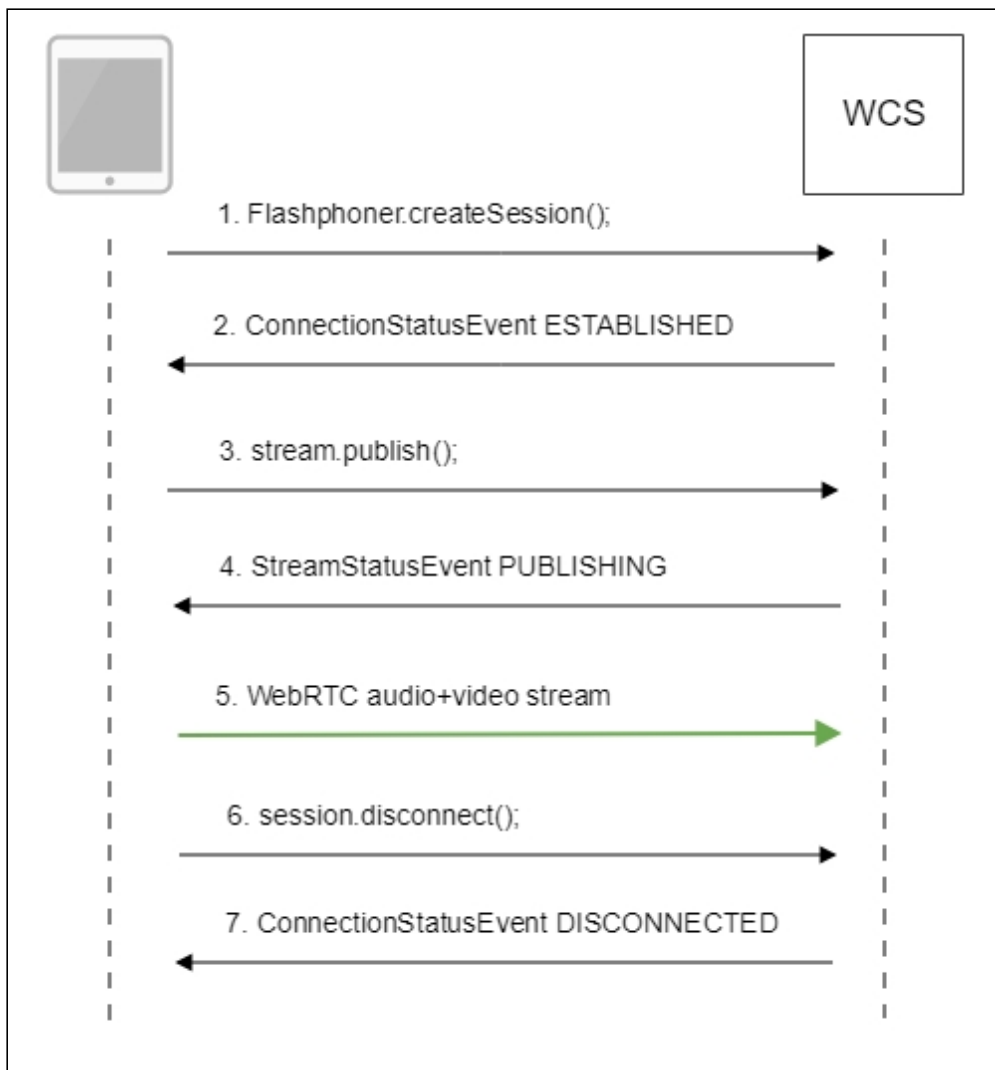 WCS
1. Flashphoner.createSession();
2. ConnectionStatusEvent ESTABLISHED
3. stream.publish();
4. StreamStatusEvent PUBLISHING
5. WebRTC audio+video stream
6. session.disconnect();
7. ConnectionStatusEvent DISCONNECTED